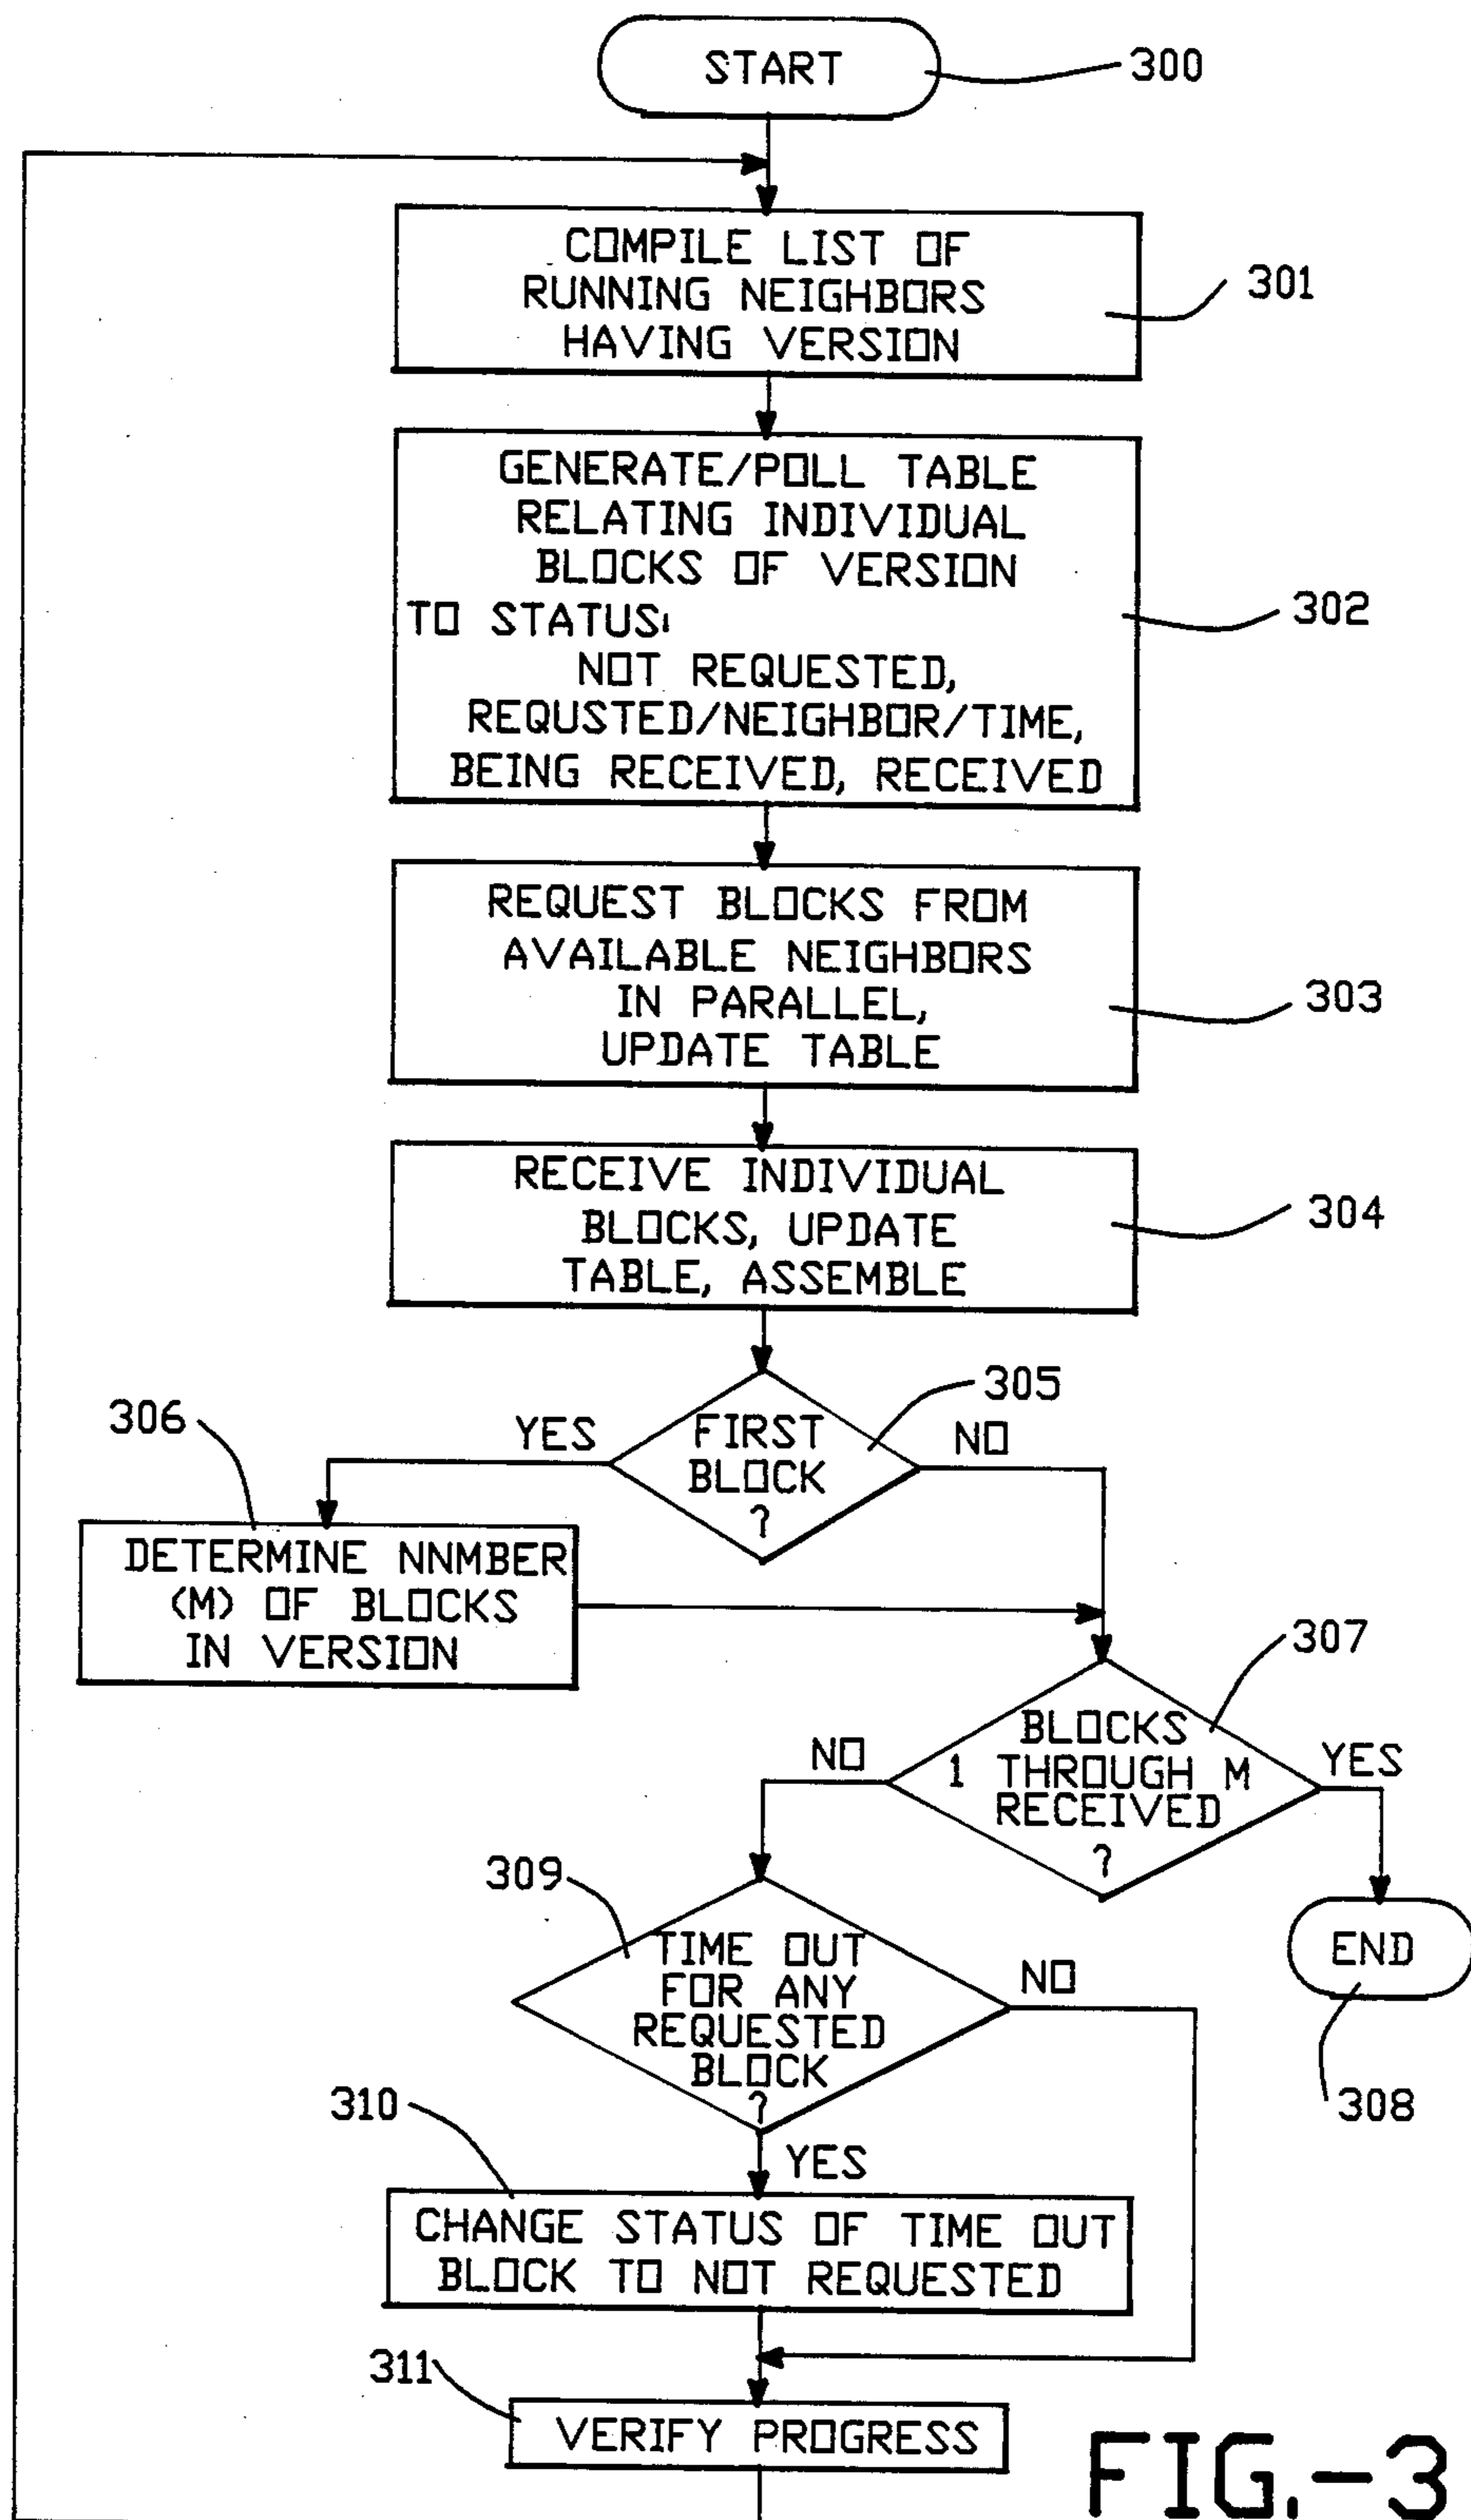 START
300
COMPILE LIST OF
RUNNING NEIGHBORS
HAVING VERSION
301
GENERATE/POLL TABLE
RELATING INDIVIDUAL
BLOCKS OF VERSION
TO STATUS:
NOT REQUESTED,
REQUSTED/NEIGHBOR/TIME,
BEING RECEIVED, RECEIVED
302
REQUEST BLOCKS FROM
AVAILABLE NEIGHBORS
IN PARALLEL,
UPDATE TABLE
303
RECEIVE INDIVIDUAL
BLOCKS, UPDATE
TABLE, ASSEMBLE
304
305
306
YES
FIRST
BLOCK
?
NO
DETERMINE NNMBER
(M) OF BLOCKS
IN VERSION
307
NO
BLOCKS
1 THROUGH M
RECEIVED
?
YES
309
TIME OUT
FOR ANY
REQUESTED
BLOCK
?
NO
END
308
310
YES
CHANGE STATUS OF TIME OUT
BLOCK TO NOT REQUESTED
311
VERIFY PROGRESS
FIG.-3